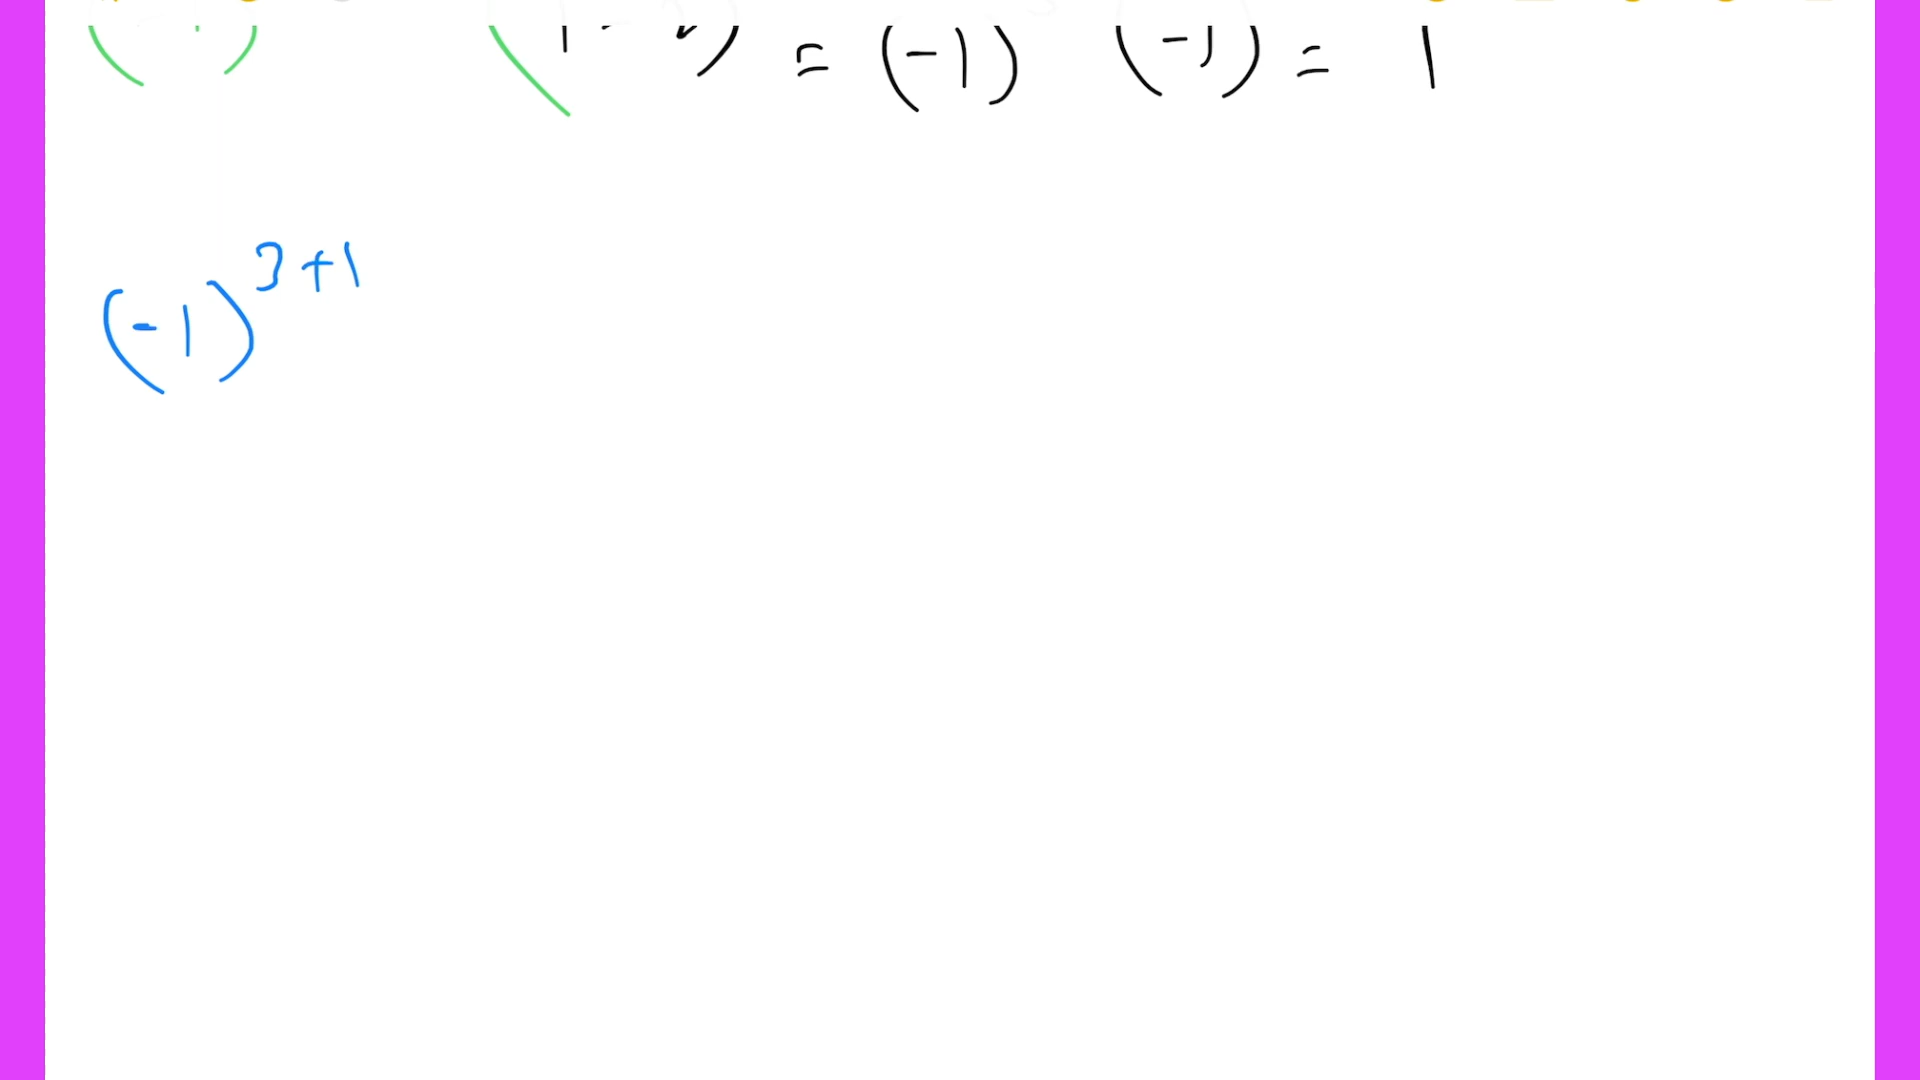 = (-1) (-1) = 1
(-1)^{3+1}